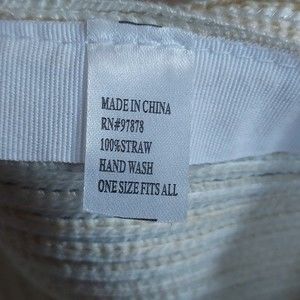 MADE IN CHINA
RN#97878
100%STRAW
HAND WASH
ONE SIZE FITS ALL